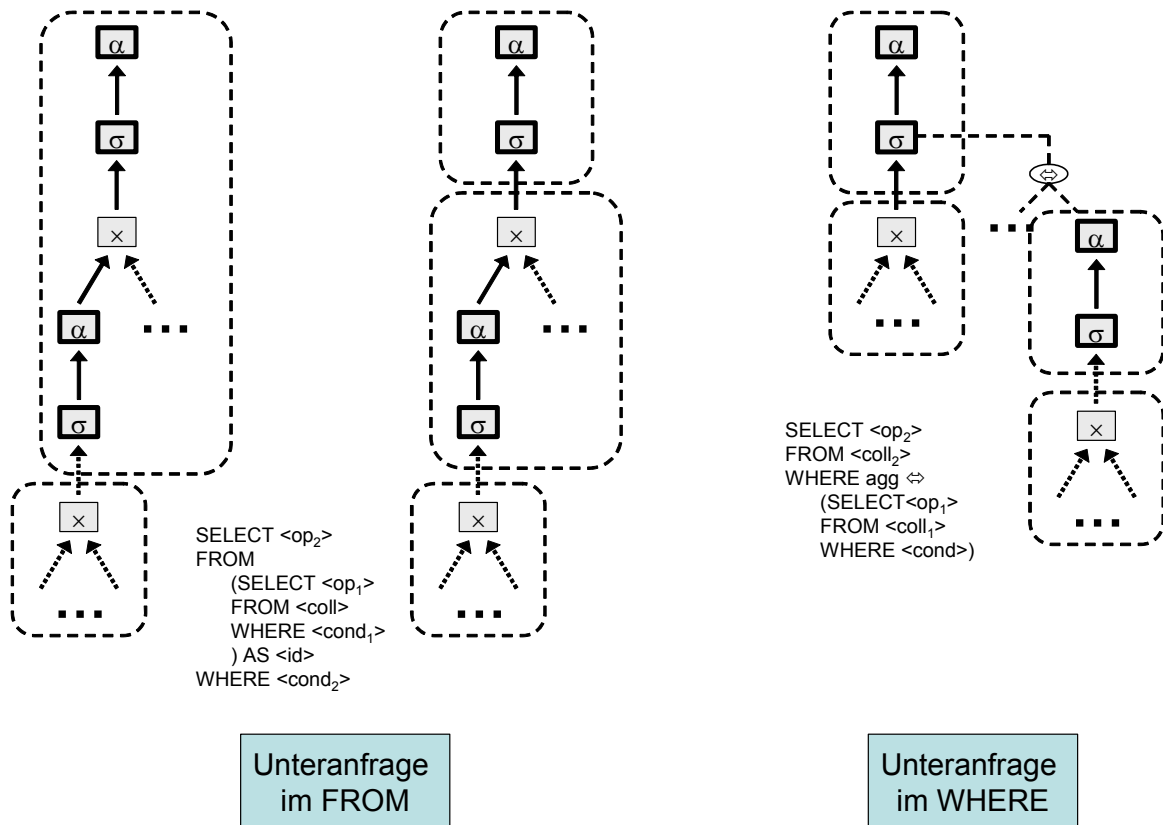 α
σ
×
α
▪ ▪ ▪
σ
×
▪ ▪ ▪
SELECT <op₂>
FROM
(SELECT <op₁>
FROM <coll>
WHERE <cond₁>
) AS <id>
WHERE <cond₂>
α
σ
×
α
▪ ▪ ▪
σ
×
▪ ▪ ▪
Unteranfrage
im FROM
α
σ
⇔
×
▪ ▪ ▪
▪ ▪ ▪
α
σ
×
▪ ▪ ▪
SELECT <op₂>
FROM <coll₂>
WHERE agg ⇔
(SELECT<op₁>
FROM <coll₁>
WHERE <cond>)
Unteranfrage
im WHERE